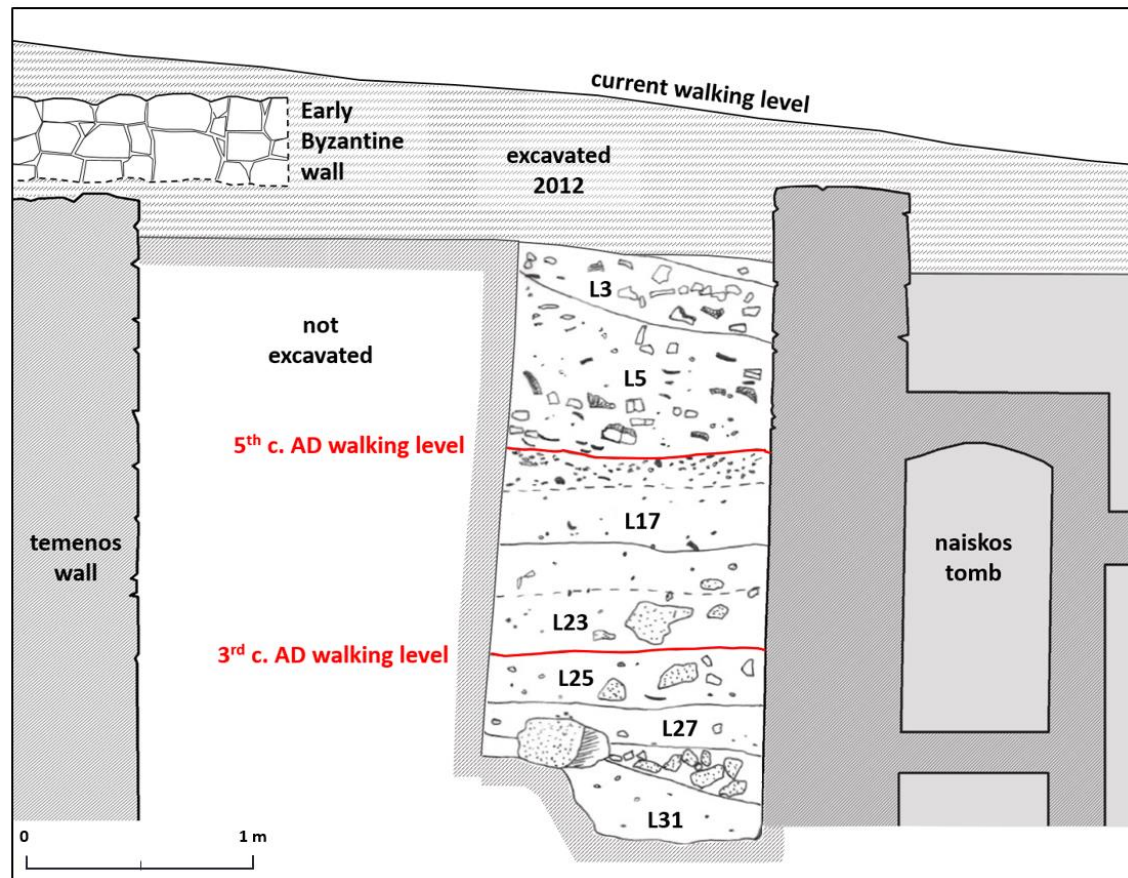 current walking level
Early
Byzantine
wall
excavated
2012
L3
not
excavated
L5
5th c. AD walking level
L17
temenos
wall
naiskos
tomb
L23
3rd c. AD walking level
L25
L27
L31
0 1 m